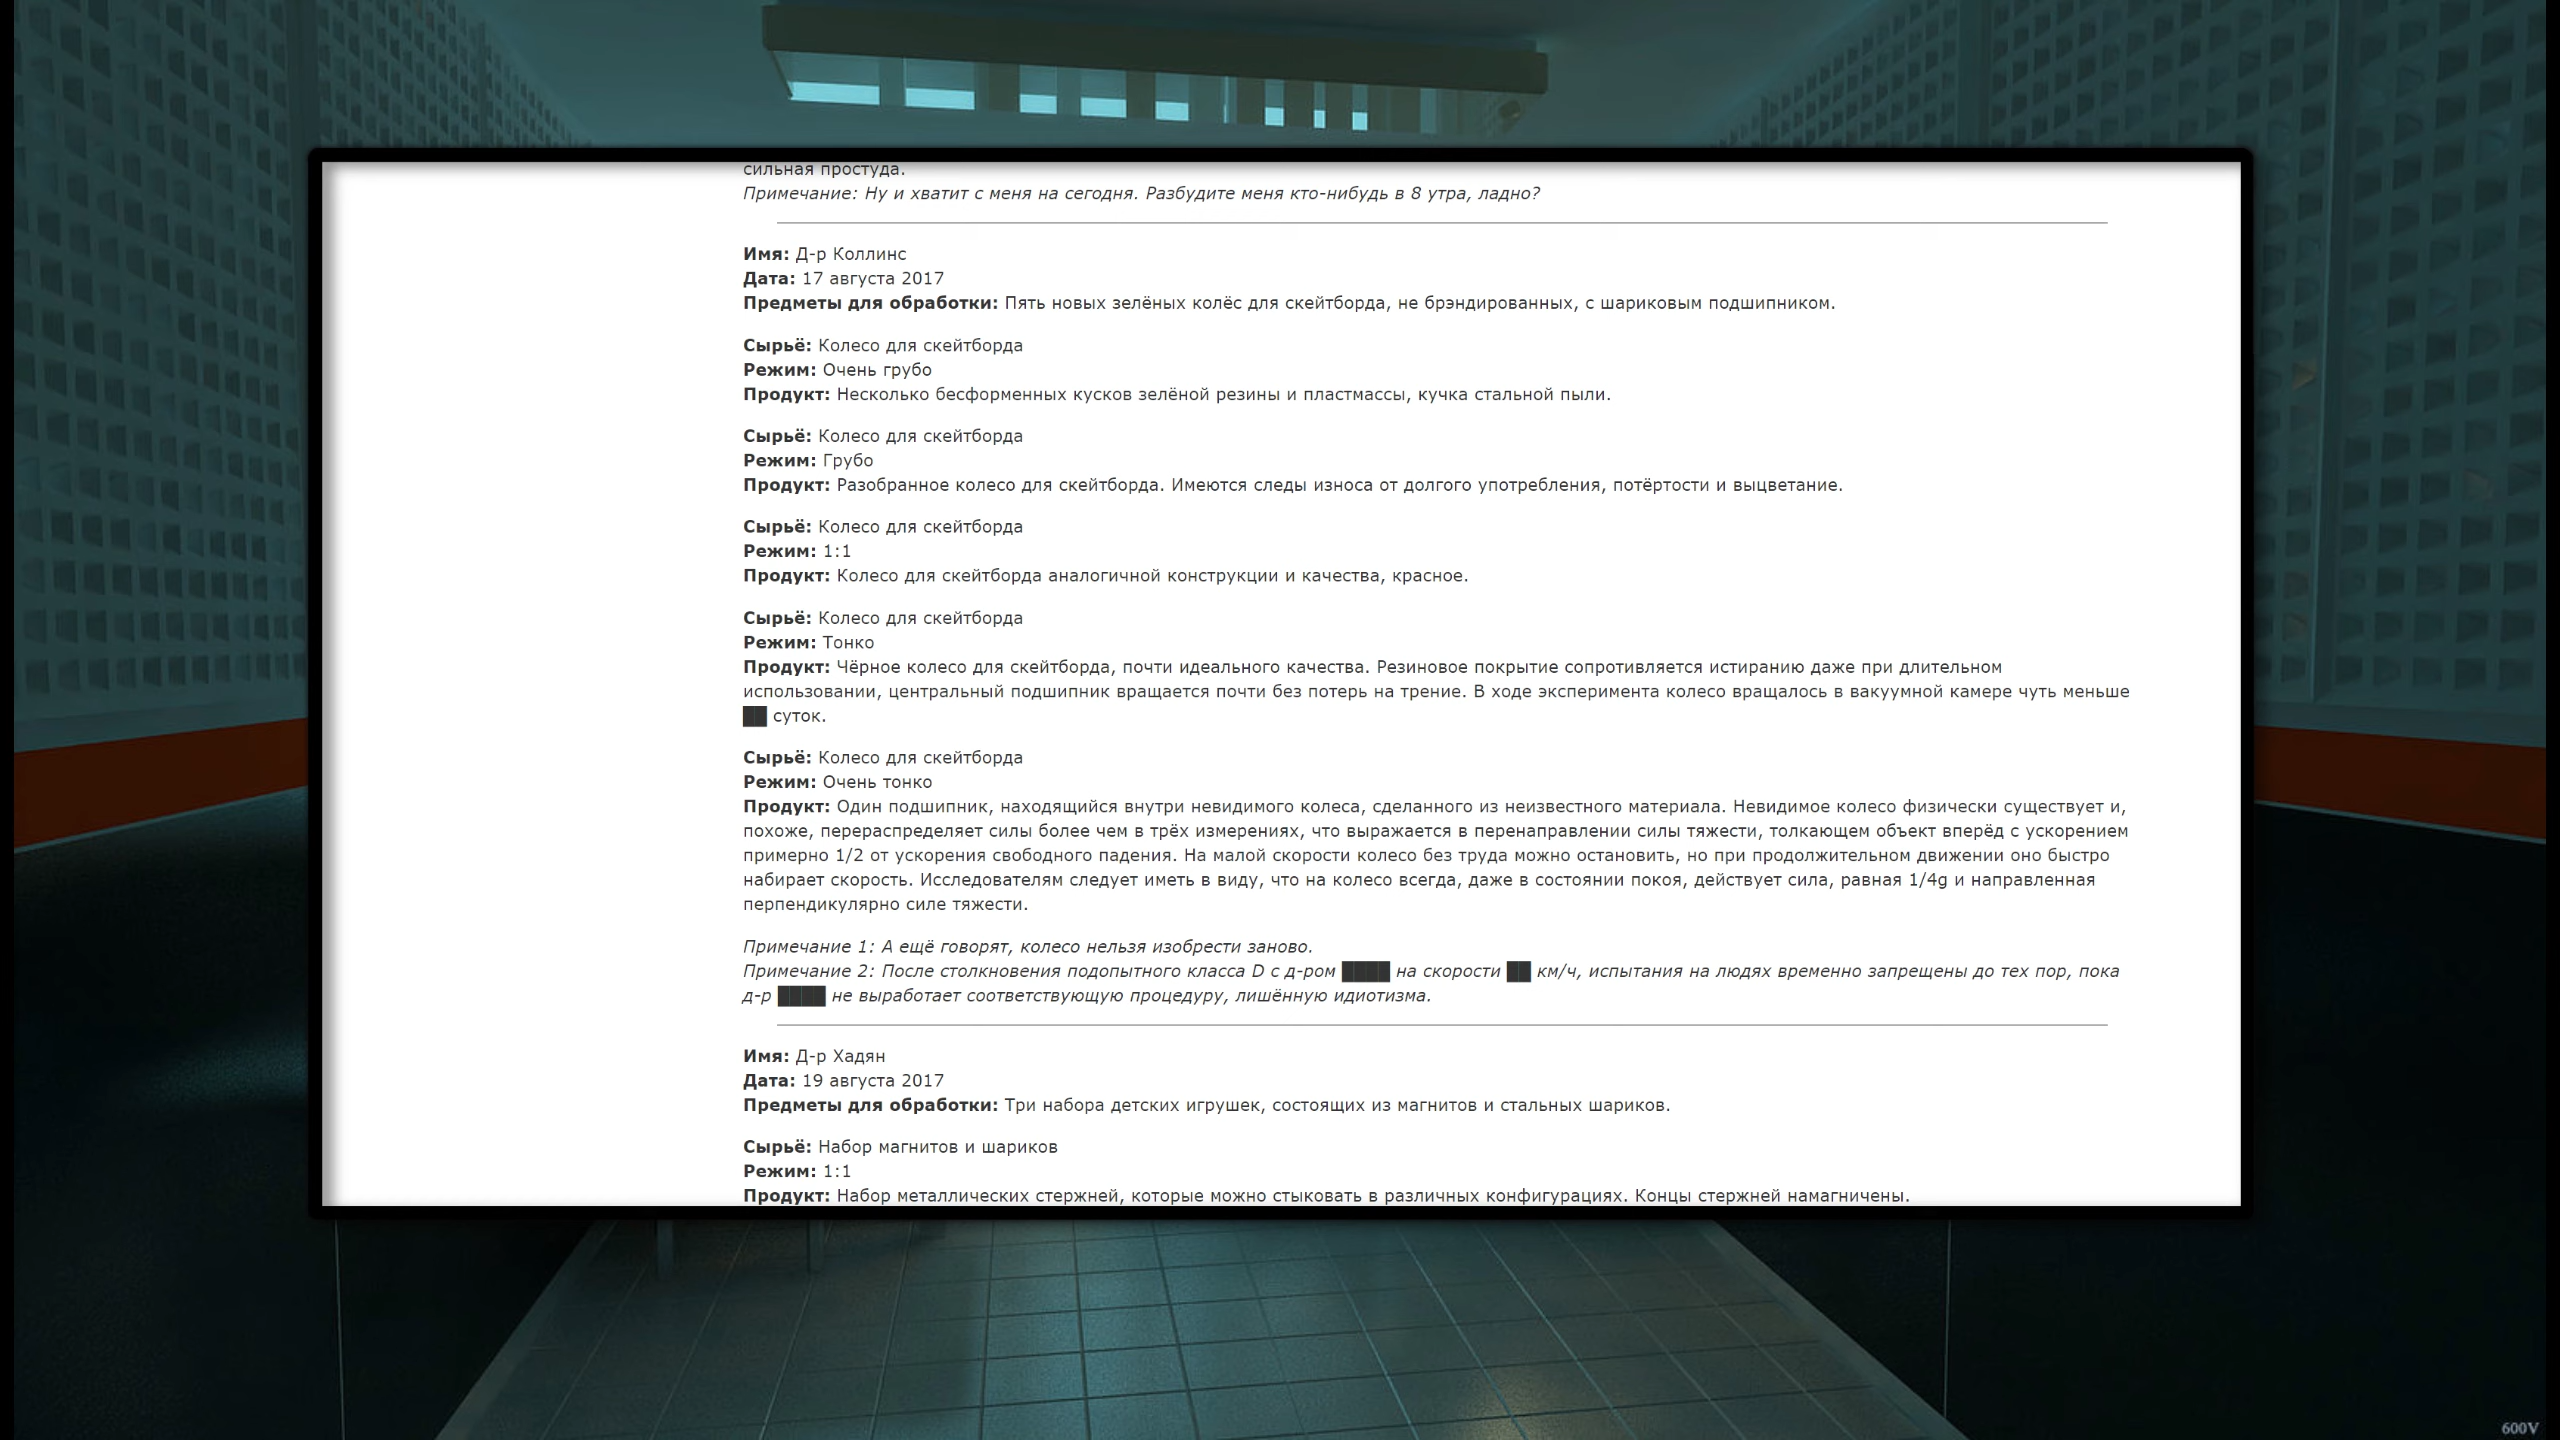 сильная простуда.
Примечание: Ну и хватит с меня на сегодня. Разбудите меня кто-нибудь в 8 утра, ладно?
Имя: Д-р Коллинс
Дата: 17 августа 2017
Предметы для обработки: Пять новых зелёных колёс для скейтборда, не брэндированных, с шариковым подшипником.
Сырьё: Колесо для скейтборда
Режим: Очень грубо
Продукт: Несколько бесформенных кусков зелёной резины и пластмассы, кучка стальной пыли.
Сырьё: Колесо для скейтборда
Режим: Грубо
Продукт: Разобранное колесо для скейтборда. Имеются следы износа от долгого употребления, потёртости и выцветание.
Сырьё: Колесо для скейтборда
Режим: 1:1
Продукт: Колесо для скейтборда аналогичной конструкции и качества, красное.
Сырьё: Колесо для скейтборда
Режим: Тонко
Продукт: Чёрное колесо для скейтборда, почти идеального качества. Резиновое покрытие сопротивляется истиранию даже при длительном
использовании, центральный подшипник вращается почти без потерь на трение. В ходе эксперимента колесо вращалось в вакуумной камере чуть меньше
██ суток.
Сырьё: Колесо для скейтборда
Режим: Очень тонко
Продукт: Один подшипник, находящийся внутри невидимого колеса, сделанного из неизвестного материала. Невидимое колесо физически существует и,
похоже, перераспределяет силы более чем в трёх измерениях, что выражается в перенаправлении силы тяжести, толкающем объект вперёд с ускорением
примерно 1/2 от ускорения свободного падения. На малой скорости колесо без труда можно остановить, но при продолжительном движении оно быстро
набирает скорость. Исследователям следует иметь в виду, что на колесо всегда, даже в состоянии покоя, действует сила, равная 1/4g и направленная
перпендикулярно силе тяжести.
Примечание 1: А ещё говорят, колесо нельзя изобрести заново.
Примечание 2: После столкновения подопытного класса D с д-ром ████ на скорости ██ км/ч, испытания на людях временно запрещены до тех пор, пока
д-р ████ не выработает соответствующую процедуру, лишённую идиотизма.
Имя: Д-р Хадян
Дата: 19 августа 2017
Предметы для обработки: Три набора детских игрушек, состоящих из магнитов и стальных шариков.
Сырьё: Набор магнитов и шариков
Режим: 1:1
Продукт: Набор металлических стержней, которые можно стыковать в различных конфигурациях. Концы стержней намагничены.
600V